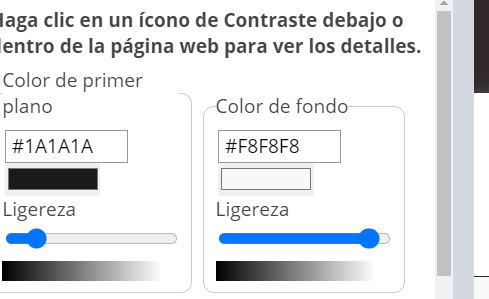 Haga clic en un ícono de Contraste debajo o
dentro de la página web para ver los detalles.
Color de primer
plano
#1A1A1A
Ligereza
Color de fondo
#F8F8F8
Ligereza